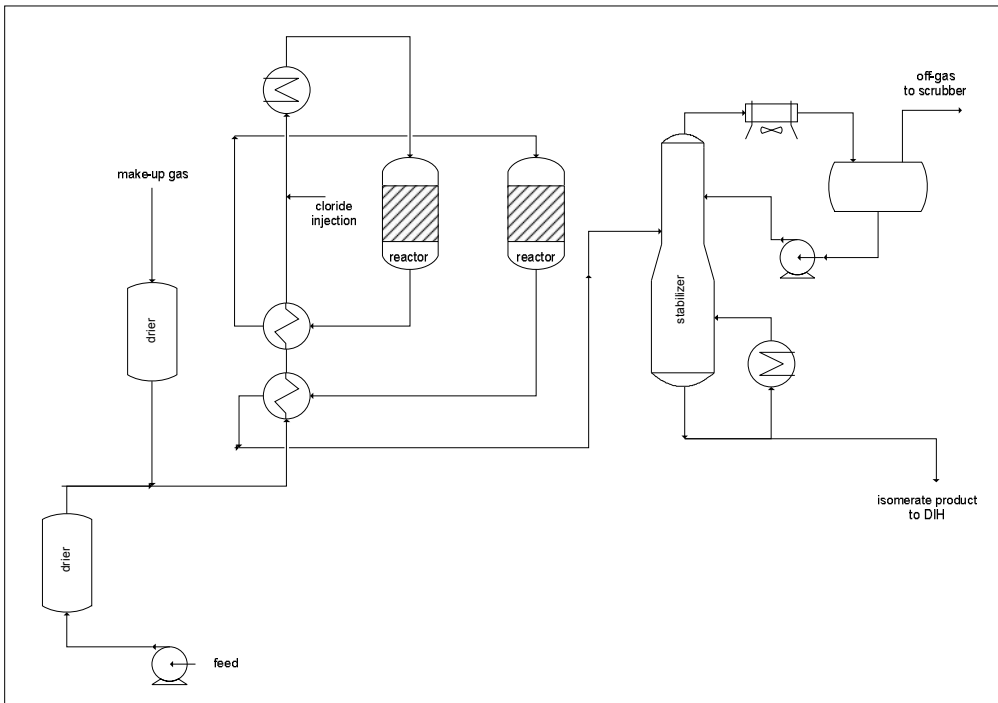 off-gas
to scrubber
make-up gas
cloride
injection
reactor
reactor
stabilizer
drier
isomerate product
to DIH
drier
feed